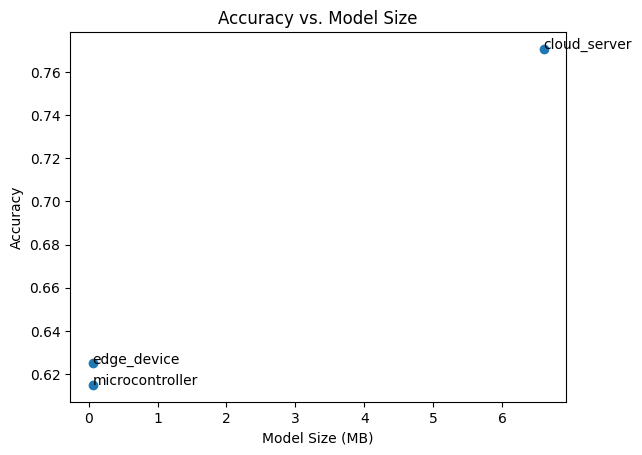 Accuracy vs. Model Size
cloud_server
0.76
0.74
0.72
0.70
0.68
0.66
0.64
0.62
Accuracy
edge_device
microcontroller
0
1
2
3
4
5
6
Model Size (MB)